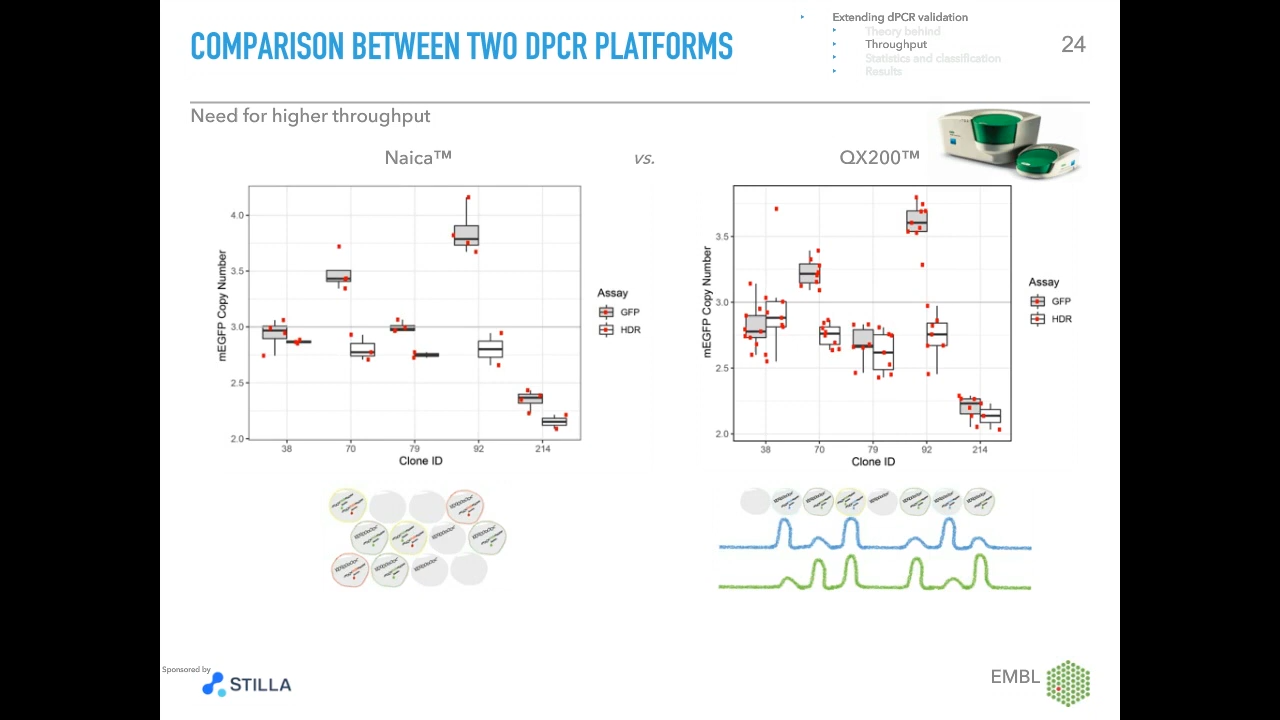 COMPARISON BETWEEN TWO DPCR PLATFORMS
Extending dPCR validation
Theory behind
Throughput
Statistics and classification
Results
24
Need for higher throughput
Naica™
vs.
QX200™
mEGFP Copy Number
4.0
3.5
3.0
2.5
2.0
38
70
79
92
214
Clone ID
Assay
GFP
HDR
mEGFP Copy Number
3.5
3.0
2.5
2.0
38
70
79
92
214
Clone ID
Assay
GFP
HDR
Sponsored by
STILLA
EMBL